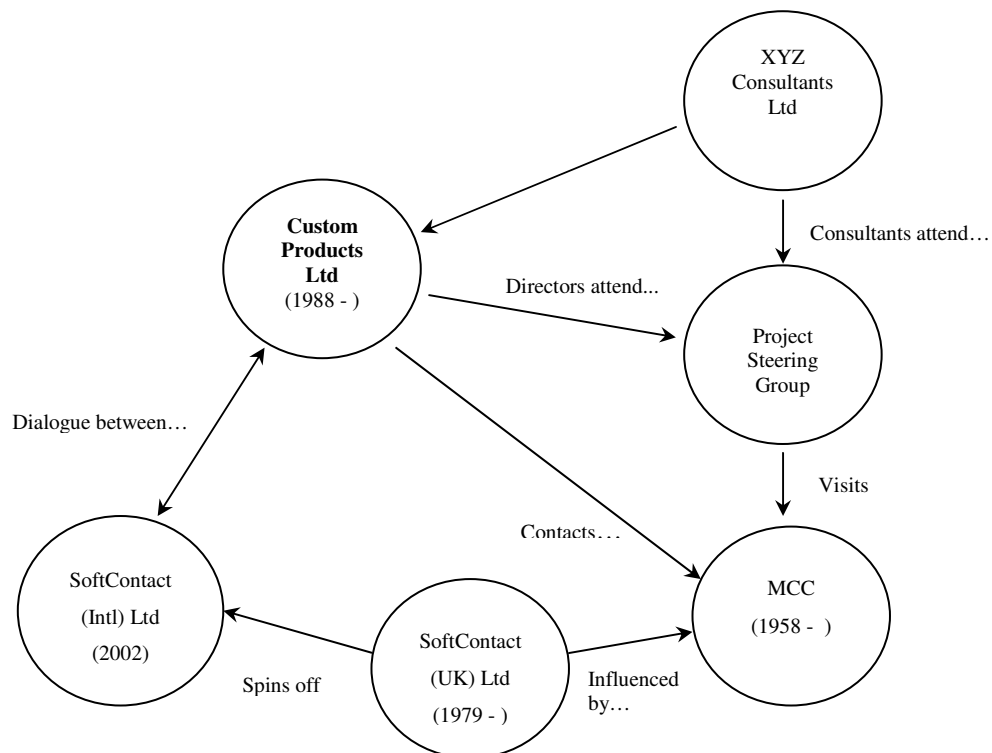 XYZ
Consultants
Ltd
Custom
Products
Ltd
(1988 - )
Consultants attend…
Directors attend...
Project
Steering
Group
Dialogue between…
Visits
Contacts…
SoftContact
(Intl) Ltd
(2002)
MCC
(1958 - )
SoftContact
(UK) Ltd
(1979 - )
Spins off
Influenced
by…